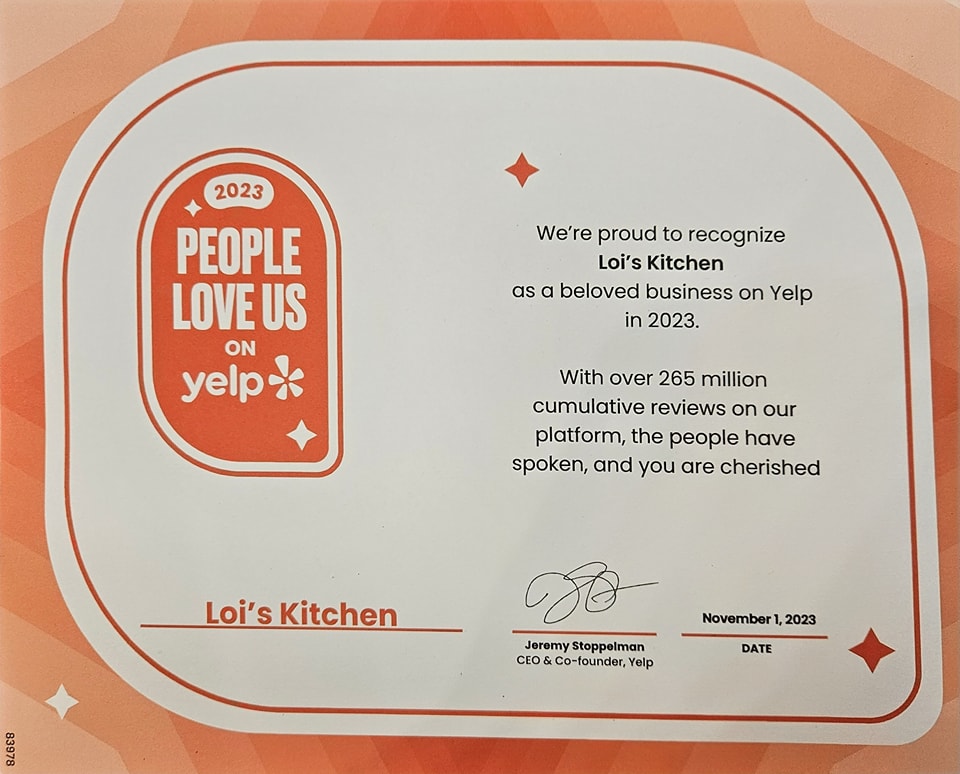 2023
PEOPLE
LOVE US
ON
yelp
We're proud to recognize
Loi's Kitchen
as a beloved business on Yelp
in 2023.
With over 265 million
cumulative reviews on our
platform, the people have
spoken, and you are cherished
Loi's Kitchen
November 1, 2023
Jeremy Stoppelman
DATE
CEO & Co-founder, Yelp
83978